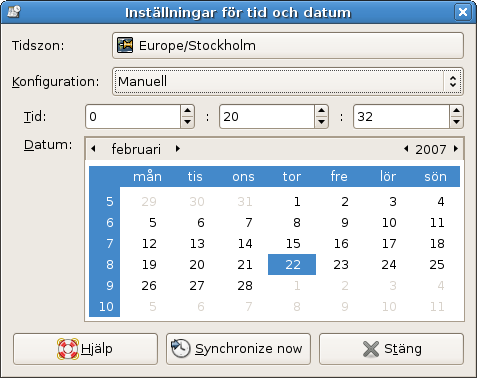 Inställningar för tid och datum
Tidszon: Europe/Stockholm
Konfiguration: Manuell
Tid: 0 : 20 : 32
Datum: februari 2007
mån tis ons tor fre lör sön
5 29 30 31 1 2 3 4
6 5 6 7 8 9 10 11
7 12 13 14 15 16 17 18
8 19 20 21 22 23 24 25
9 26 27 28 1 2 3 4
10 5 6 7 8 9 10 11
Hjälp Synchronize now Stäng